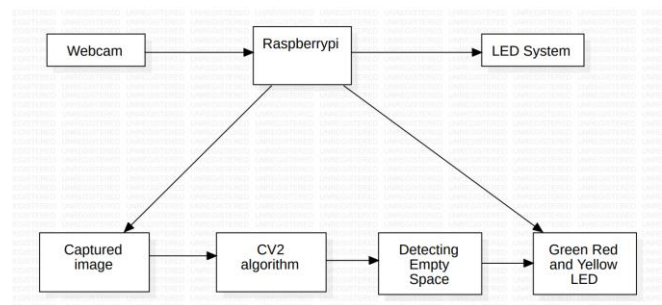 Webcam
Raspberrypi
LED System
Captured
image
CV2
algorithm
Detecting
Empty
Space
Green Red
and Yellow
LED